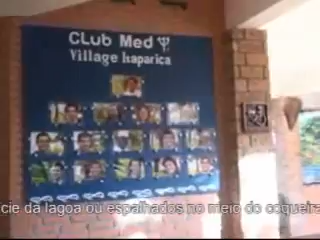 CLub Med
Village Itaparica
cie da lagoa ou espalhados no meio do coqueira